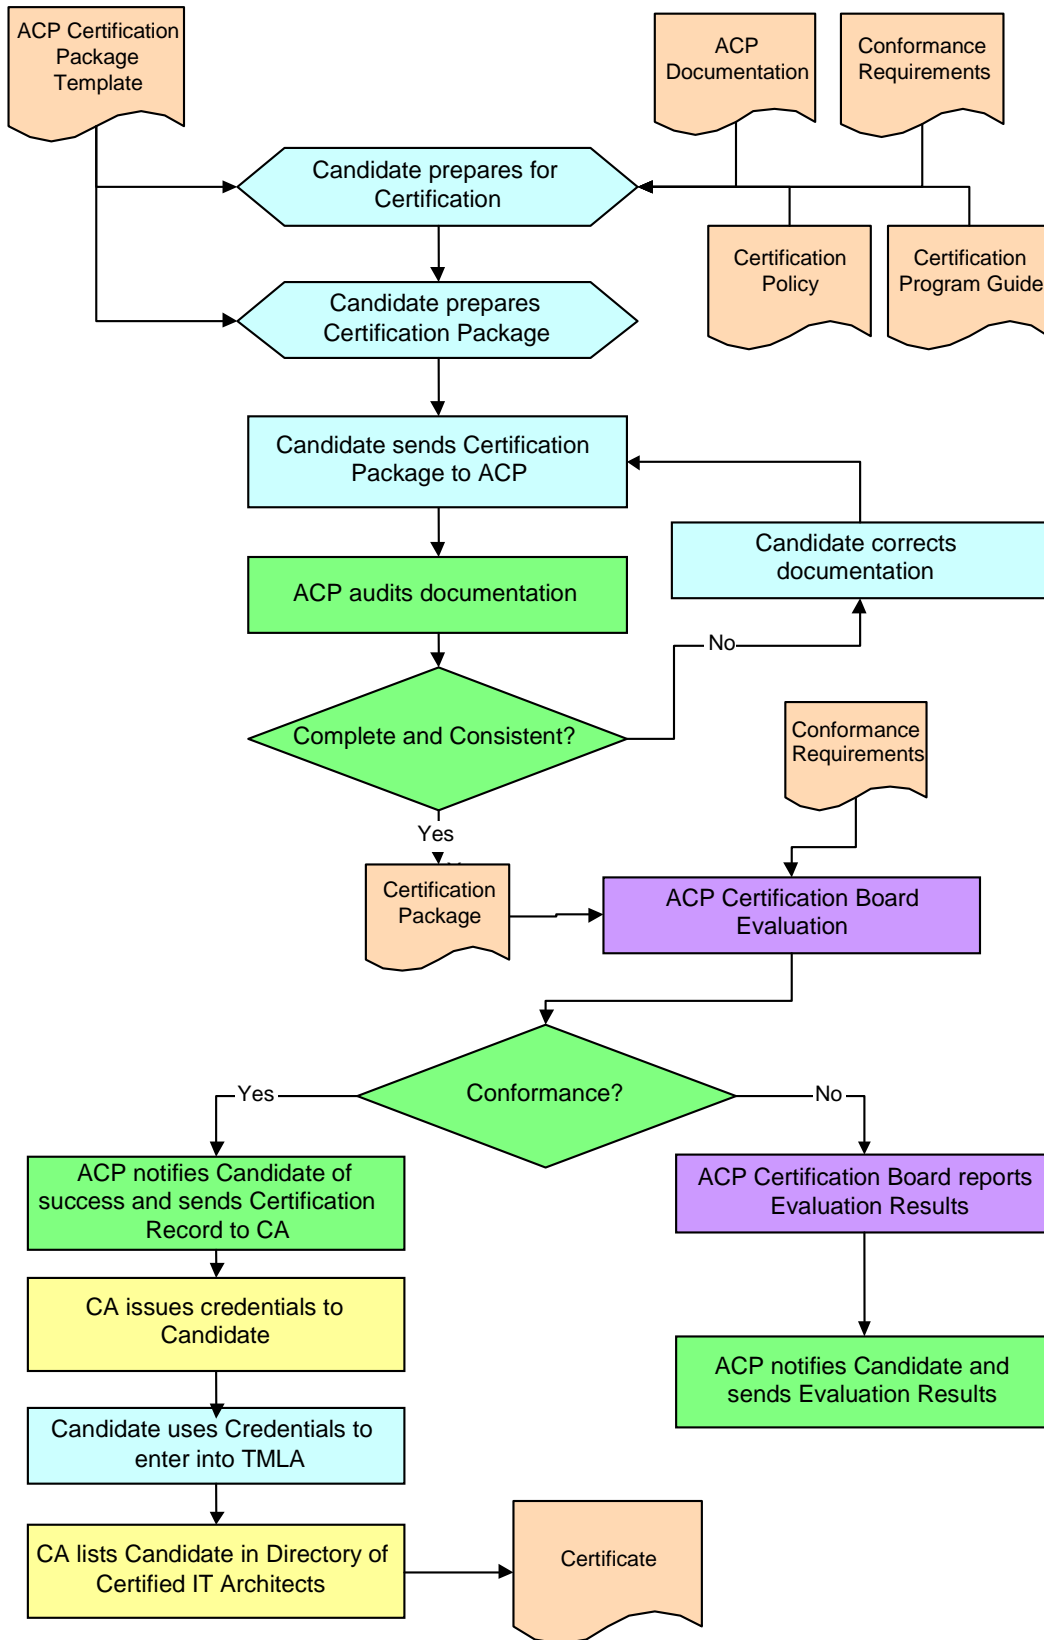 ACP Certification
Package
Template
ACP
Documentation
Conformance
Requirements
Candidate prepares for
Certification
Certification
Policy
Certification
Program Guide
Candidate prepares
Certification Package
Candidate sends Certification
Package to ACP
Candidate corrects
documentation
ACP audits documentation
No
Complete and Consistent?
Conformance
Requirements
Yes
Certification
Package
ACP Certification Board
Evaluation
Conformance?
Yes
No
ACP notifies Candidate of
success and sends Certification
Record to CA
ACP Certification Board reports
Evaluation Results
CA issues credentials to
Candidate
ACP notifies Candidate and
sends Evaluation Results
Candidate uses Credentials to
enter into TMLA
CA lists Candidate in Directory of
Certified IT Architects
Certificate